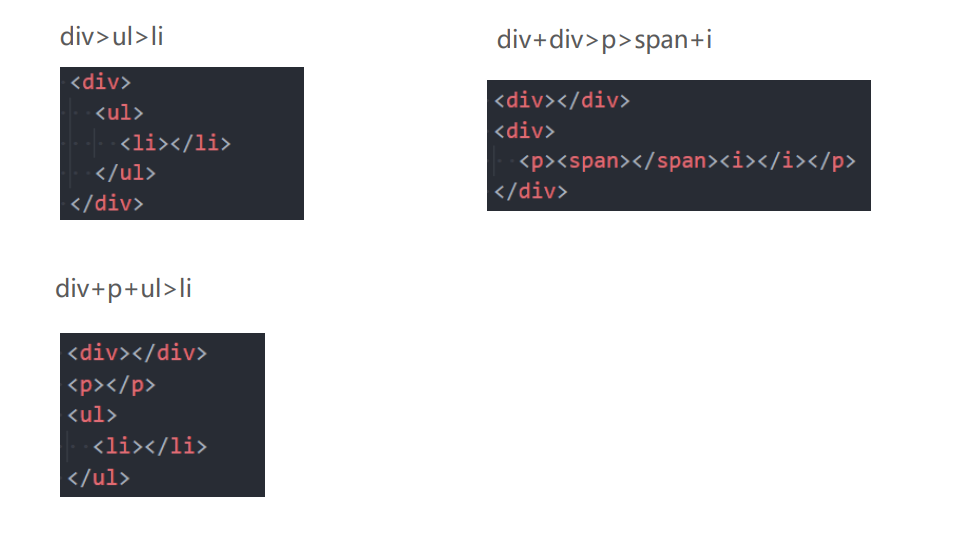 div>ul>li
<div>
<ul>
<li></li>
</ul>
</div>
div+div>p>span+i
<div></div>
<div>
<p><span></span><i></i></p>
</div>
div+p+ul>li
<div></div>
<p></p>
<ul>
<li></li>
</ul>